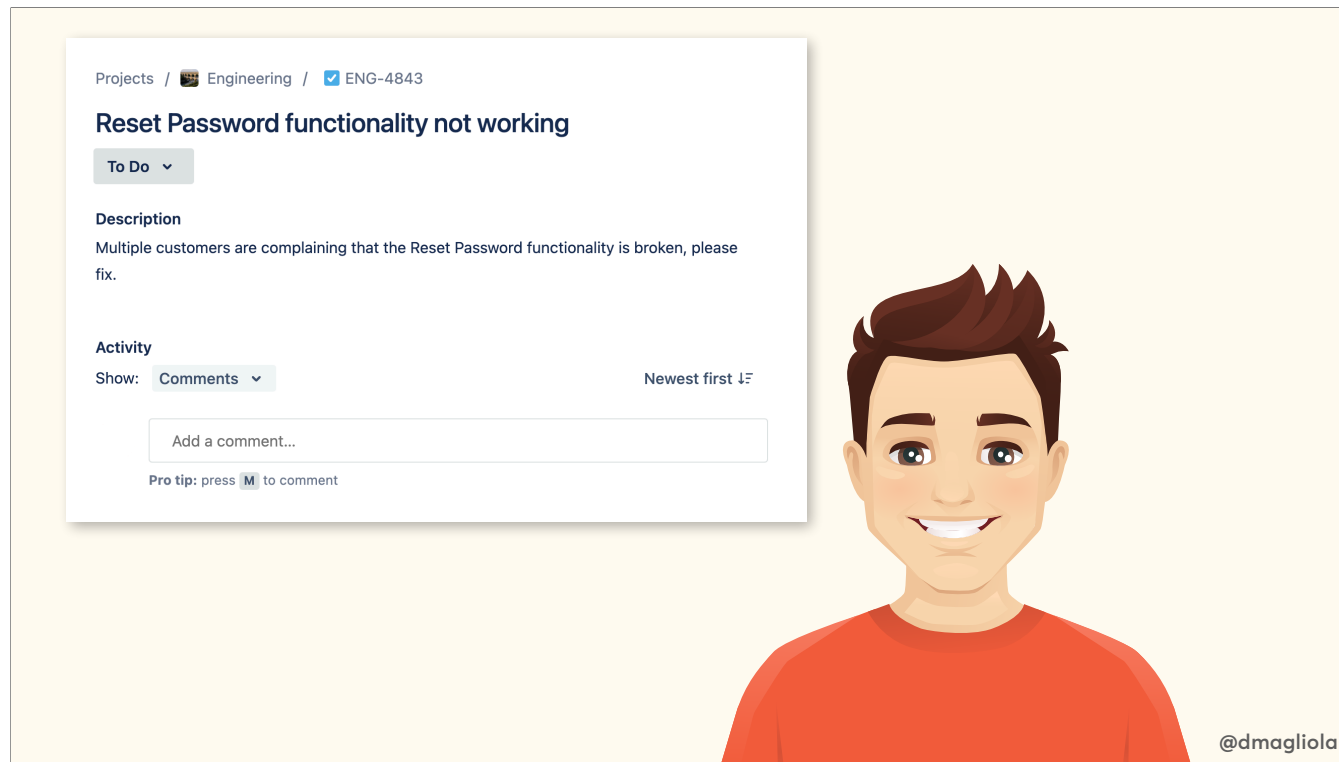 Projects / Engineering / ENG-4843
Reset Password functionality not working
To Do
Description
Multiple customers are complaining that the Reset Password functionality is broken, please
fix.
Activity
Show: Comments Newest first
Add a comment...
Pro tip: press M to comment
@dmagliola